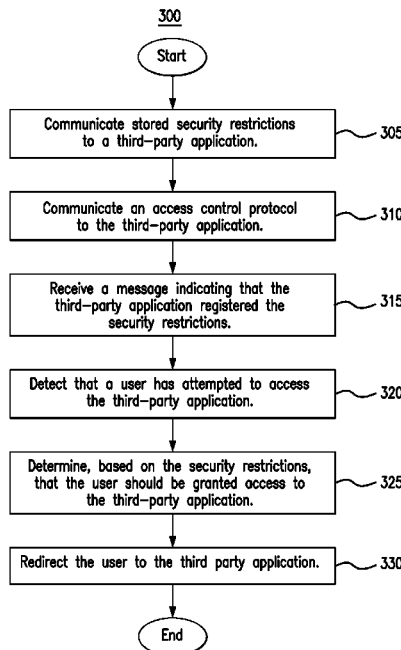 300
Start
Communicate stored security restrictions
to a third-party application.
305
Communicate an access control protocol
to the third-party application.
310
Receive a message indicating that the
third-party application registered the
security restrictions.
315
Detect that a user has attempted to access
the third-party application.
320
Determine, based on the security restrictions,
that the user should be granted access to
the third-party application.
325
Redirect the user to the third party application.
330
End